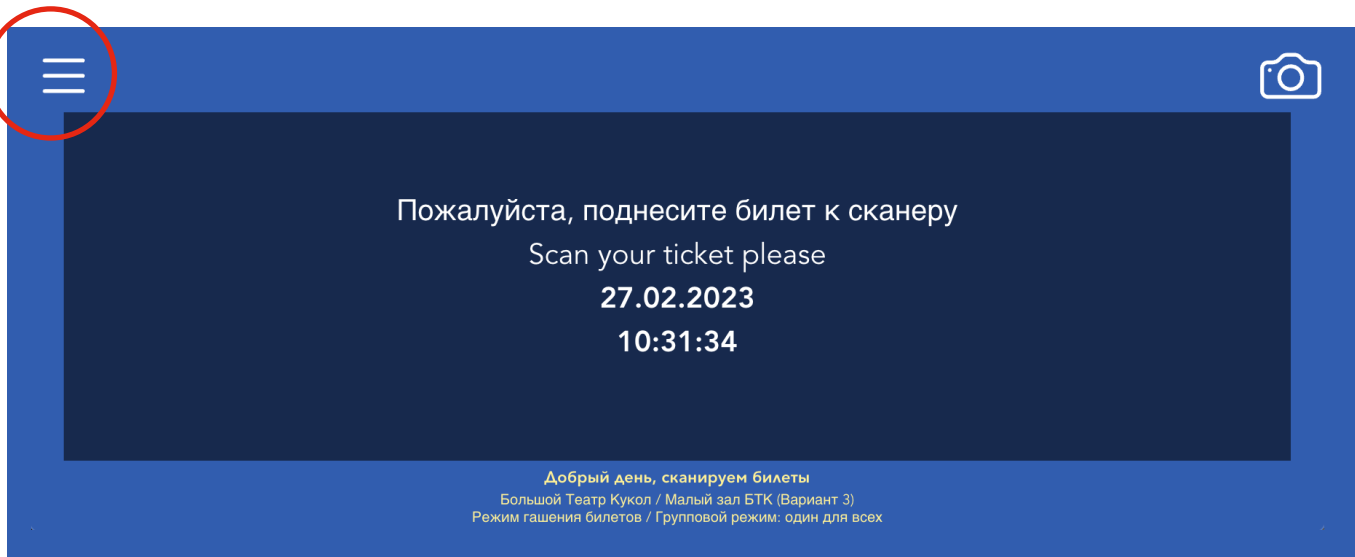 Пожалуйста, поднесите билет к сканеру
Scan your ticket please
27.02.2023
10:31:34
Добрый день, сканируем билеты
Большой Театр Кукол / Малый зал БТК (Вариант 3)
Режим гашения билетов / Групповой режим: один для всех